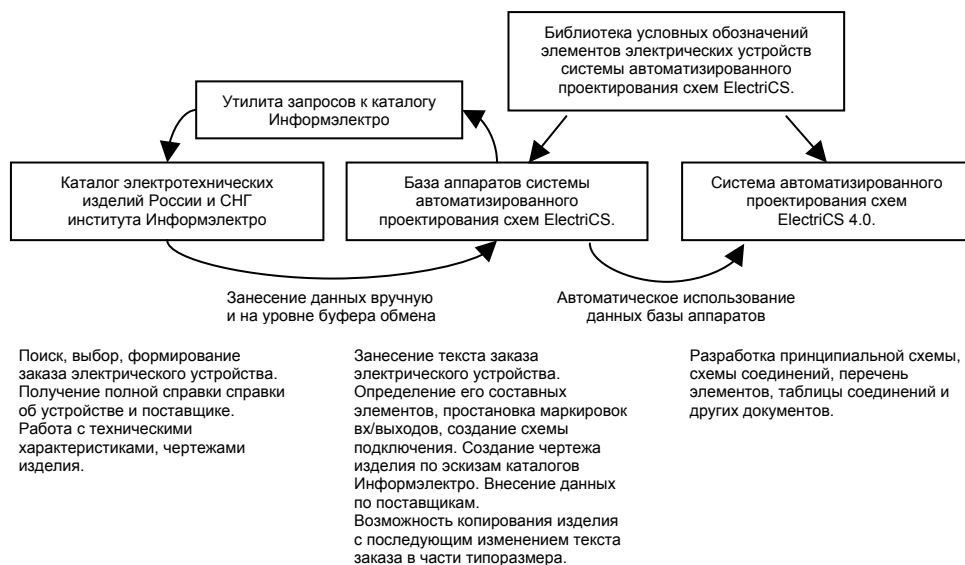 Библиотека условных обозначений
элементов электрических устройств
системы автоматизированного
проектирования схем ElectriCS.
Утилита запросов к каталогу
Информэлектро
Каталог электротехнических
изделий России и СНГ
института Информэлектро
База аппаратов системы
автоматизированного
проектирования схем ElectriCS.
Система автоматизированного
проектирования схем
ElectriCS 4.0.
Занесение данных вручную
и на уровне буфера обмена
Автоматическое использование
данных базы аппаратов
Поиск, выбор, формирование
заказа электрического устройства.
Получение полной справки справки
об устройстве и поставщике.
Работа с техническими
характеристиками, чертежами
изделия.
Занесение текста заказа
электрического устройства.
Определение его составных
элементов, простановка маркировок
вх/выходов, создание схемы
подключения. Создание чертежа
изделия по эскизам каталогов
Информэлектро. Внесение данных
по поставщикам.
Возможность копирования изделия
с последующим изменением текста
заказа в части типоразмера.
Разработка принципиальной схемы,
схемы соединений, перечень
элементов, таблицы соединений и
других документов.